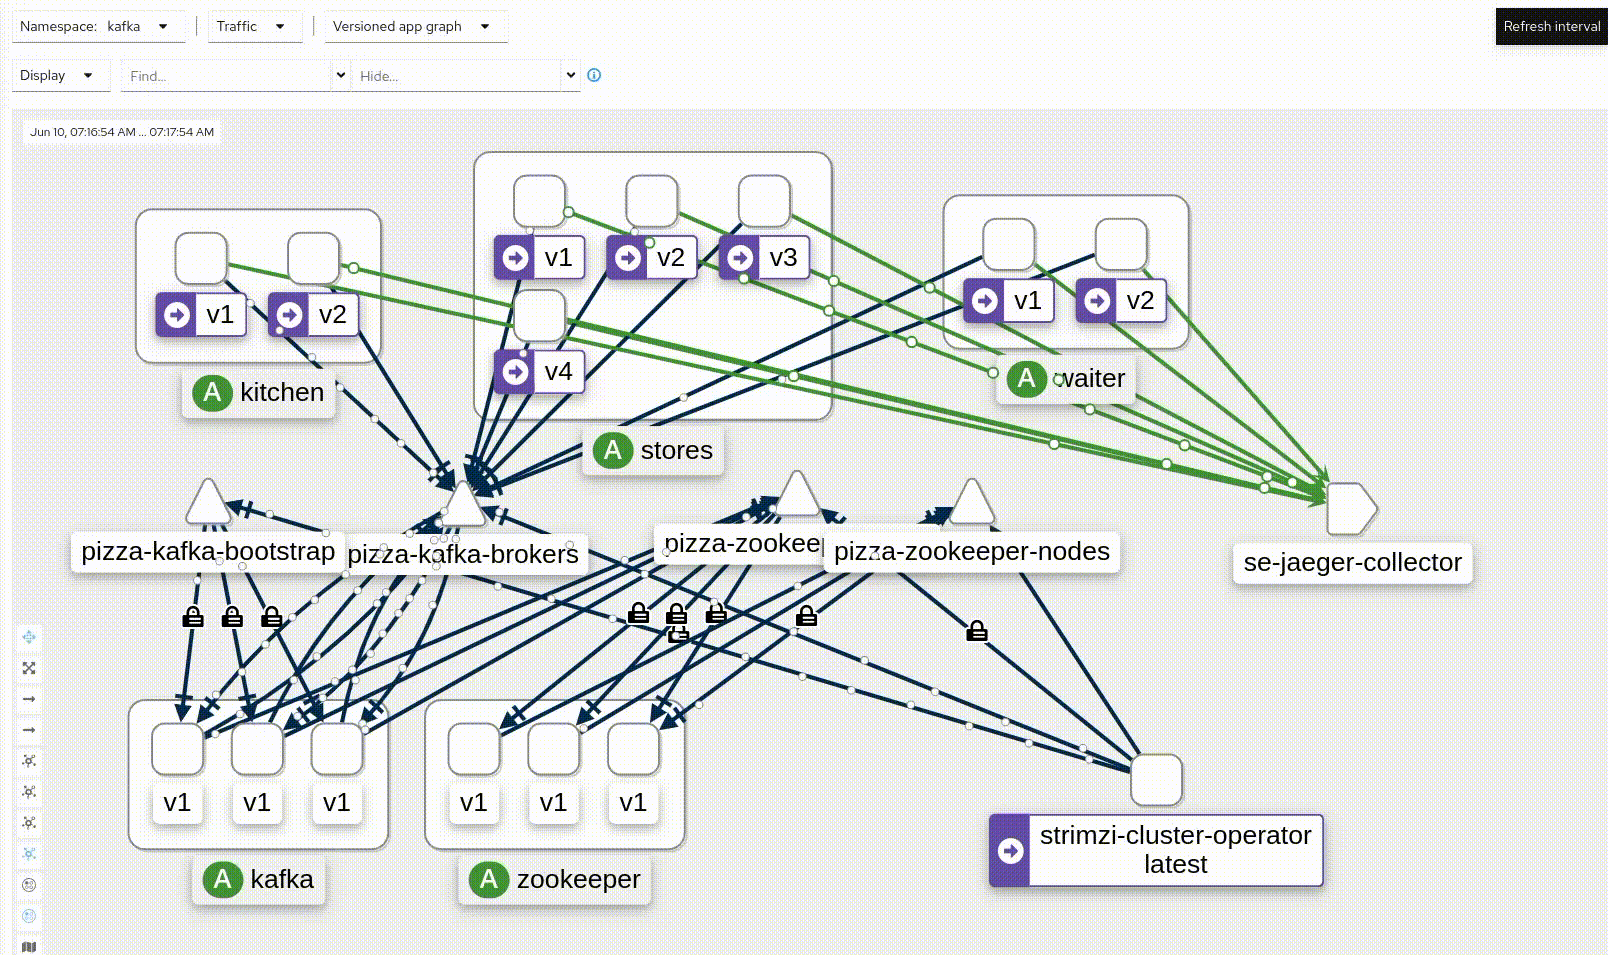 Namespace: kafka
Traffic
Versioned app graph
Refresh interval
Display
Find...
Hide...
Jun 10, 07:16:54 AM ... 07:17:54 AM
v1
v2
v3
v4
A stores
v1
v2
A kitchen
v1
v2
A waiter
pizza-kafka-bootstrap
pizza-kafka-brokers
pizza-zookeep
pizza-zookeeper-nodes
se-jaeger-collector
v1
v1
v1
A kafka
v1
v1
v1
A zookeeper
strimzi-cluster-operator
latest